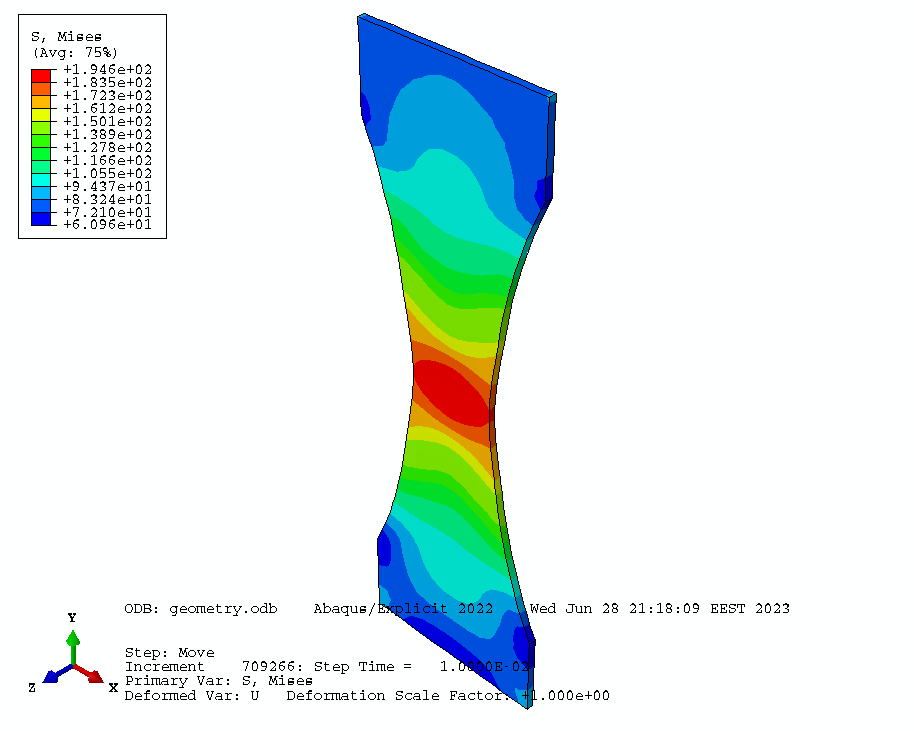 S, Mises
(Avg: 75%)
+1.946e+02
+1.835e+02
+1.723e+02
+1.612e+02
+1.501e+02
+1.389e+02
+1.278e+02
+1.166e+02
+1.055e+02
+9.437e+01
+8.324e+01
+7.210e+01
+6.096e+01
ODB: geometry.odb    Abaqus/Explicit 2022    Wed Jun 28 21:18:09 EEST 2023
Y
Z
X
Step: Move
Increment    709266: Step Time =    1.0000E-02
Primary Var: S, Mises
Deformed Var: U   Deformation Scale Factor: +1.000e+00